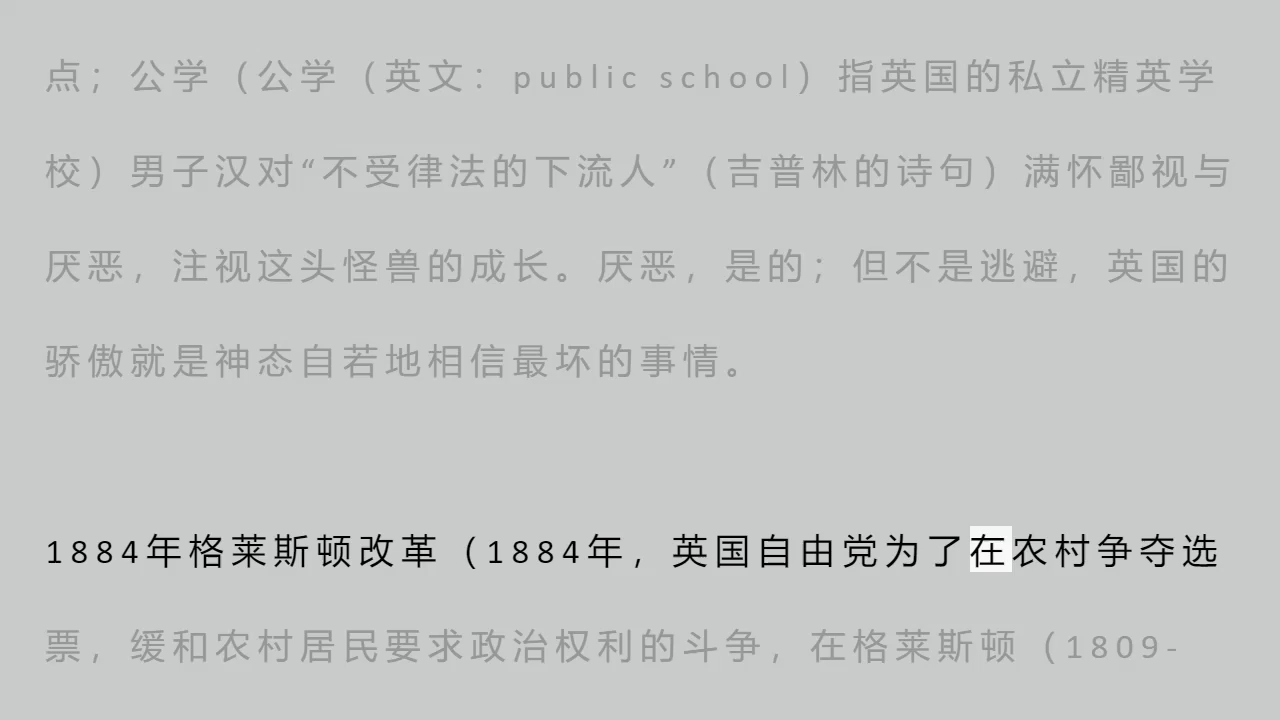 点；公学（公学（英文：public school）指英国的私立精英学
校）男子汉对“不受律法的下流人”（吉普林的诗句）满怀鄙视与
厌恶，注视这头怪兽的成长。厌恶，是的；但不是逃避，英国的
骄傲就是神态自若地相信最坏的事情。
1884年格莱斯顿改革（1884年，英国自由党为了在农村争夺选
票，缓和农村居民要求政治权利的斗争，在格莱斯顿（1809-